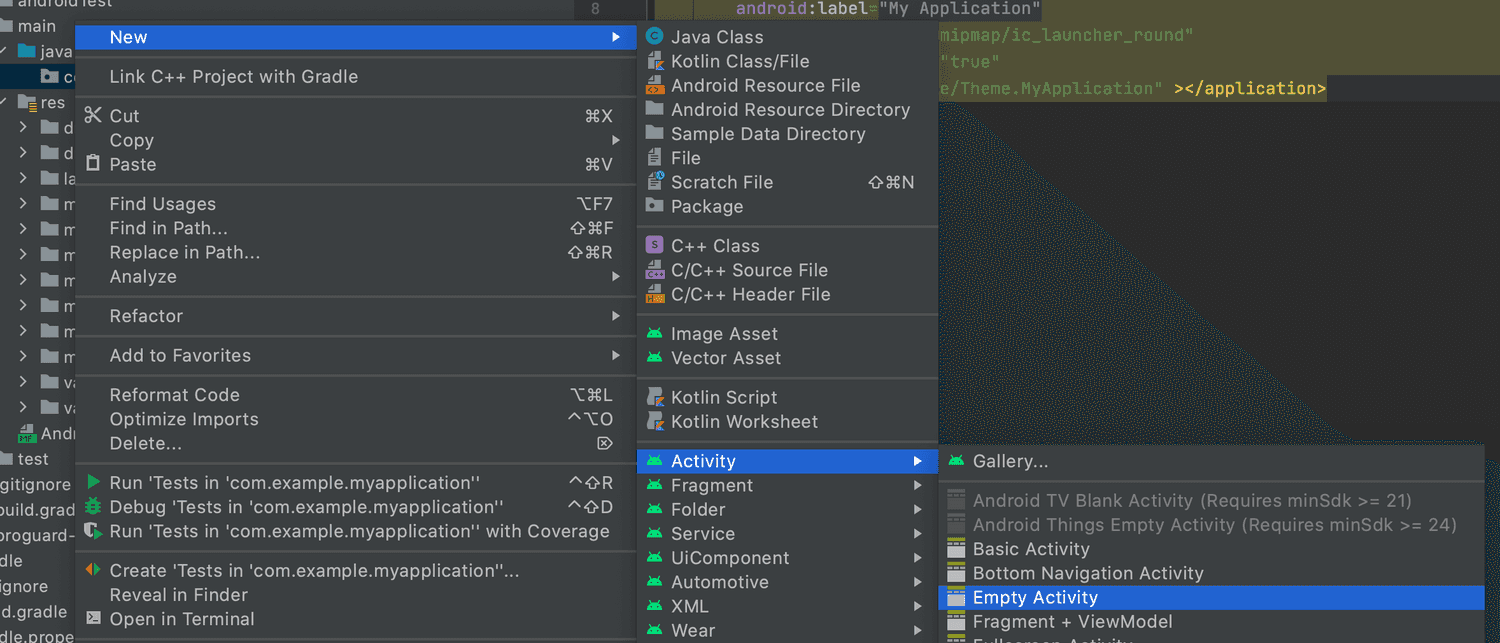 androidTest
main
java
res
test
gitignore
build.grad
proguard-
dle
ignore
d.gradle
dle.prope
8
android:label="My Application"
mipmap/ic_launcher_round"
"true"
e/Theme.MyApplication" ></application>
New
Link C++ Project with Gradle
Cut ⌘X
Copy
Paste ⌘V
Find Usages ⌥F7
Find in Path... ⇧⌘F
Replace in Path... ⇧⌘R
Analyze
Refactor
Add to Favorites
Reformat Code ⌥⌘L
Optimize Imports ^⌥O
Delete... ⌦
Run 'Tests in 'com.example.myapplication'' ^⇧R
Debug 'Tests in 'com.example.myapplication'' ^⇧D
Run 'Tests in 'com.example.myapplication'' with Coverage
Create 'Tests in 'com.example.myapplication''...
Reveal in Finder
Open in Terminal
Java Class
Kotlin Class/File
Android Resource File
Android Resource Directory
Sample Data Directory
File
Scratch File ⇧⌘N
Package
C++ Class
C/C++ Source File
C/C++ Header File
Image Asset
Vector Asset
Kotlin Script
Kotlin Worksheet
Activity
Fragment
Folder
Service
UiComponent
Automotive
XML
Wear
Gallery...
Android TV Blank Activity (Requires minSdk >= 21)
Android Things Empty Activity (Requires minSdk >= 24)
Basic Activity
Bottom Navigation Activity
Empty Activity
Fragment + ViewModel
Fullscreen Activity